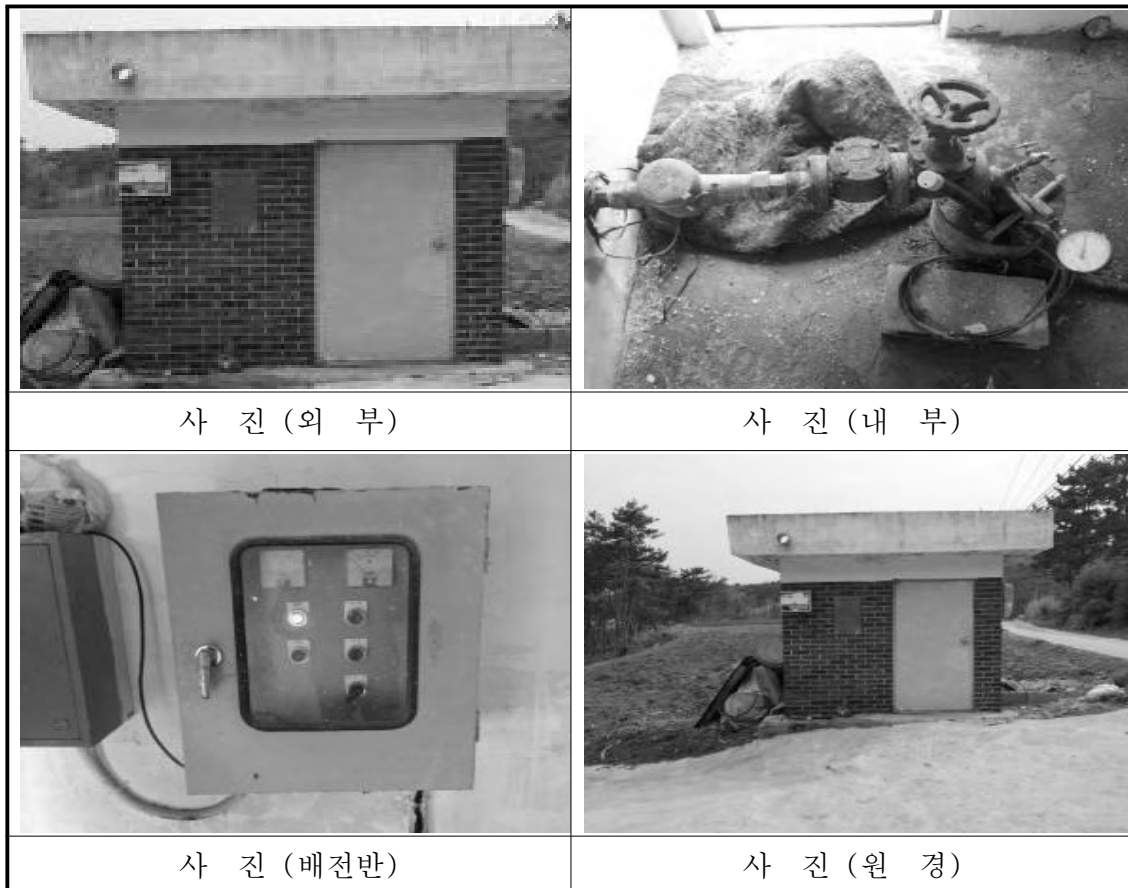 사 진 (외 부)
사 진 (내 부)
사 진 (배전반)
사 진 (원 경)